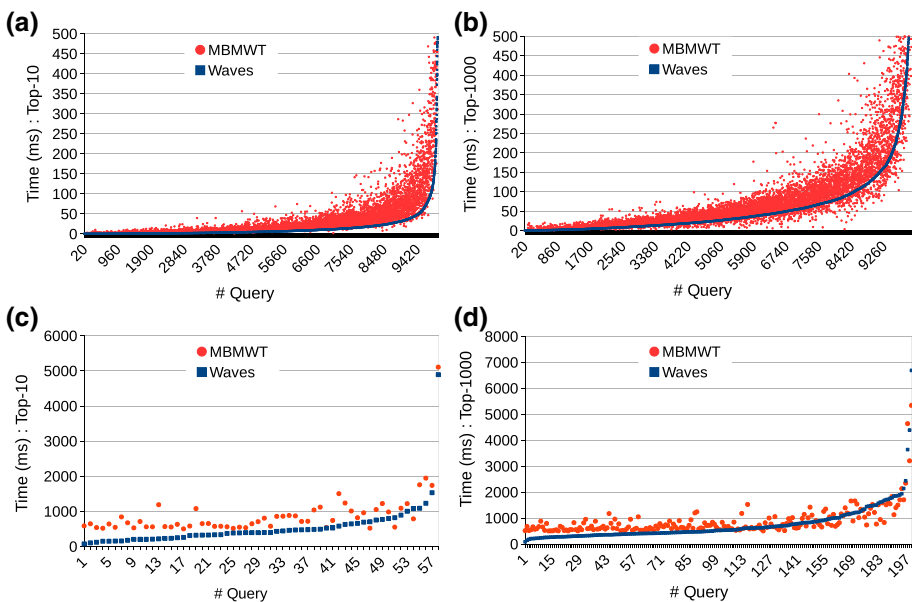 (a)
Time (ms) : Top-10
500
450
400
350
300
250
200
150
100
50
0
MBMWT
Waves
20 960 1900 2840 3780 4720 5660 6600 7540 8480 9420
# Query
(b)
Time (ms) : Top-1000
500
450
400
350
300
250
200
150
100
50
0
MBMWT
Waves
20 860 1700 2540 3380 4220 5060 5900 6740 7580 8420 9260
# Query
(c)
Time (ms) : Top-10
6000
5000
4000
3000
2000
1000
0
MBMWT
Waves
1 5 9 13 17 21 25 29 33 37 41 45 49 53 57
# Query
(d)
Time (ms) : Top-1000
8000
7000
6000
5000
4000
3000
2000
1000
0
MBMWT
Waves
1 15 29 43 57 71 85 99 113 127 141 155 169 183 197
# Query